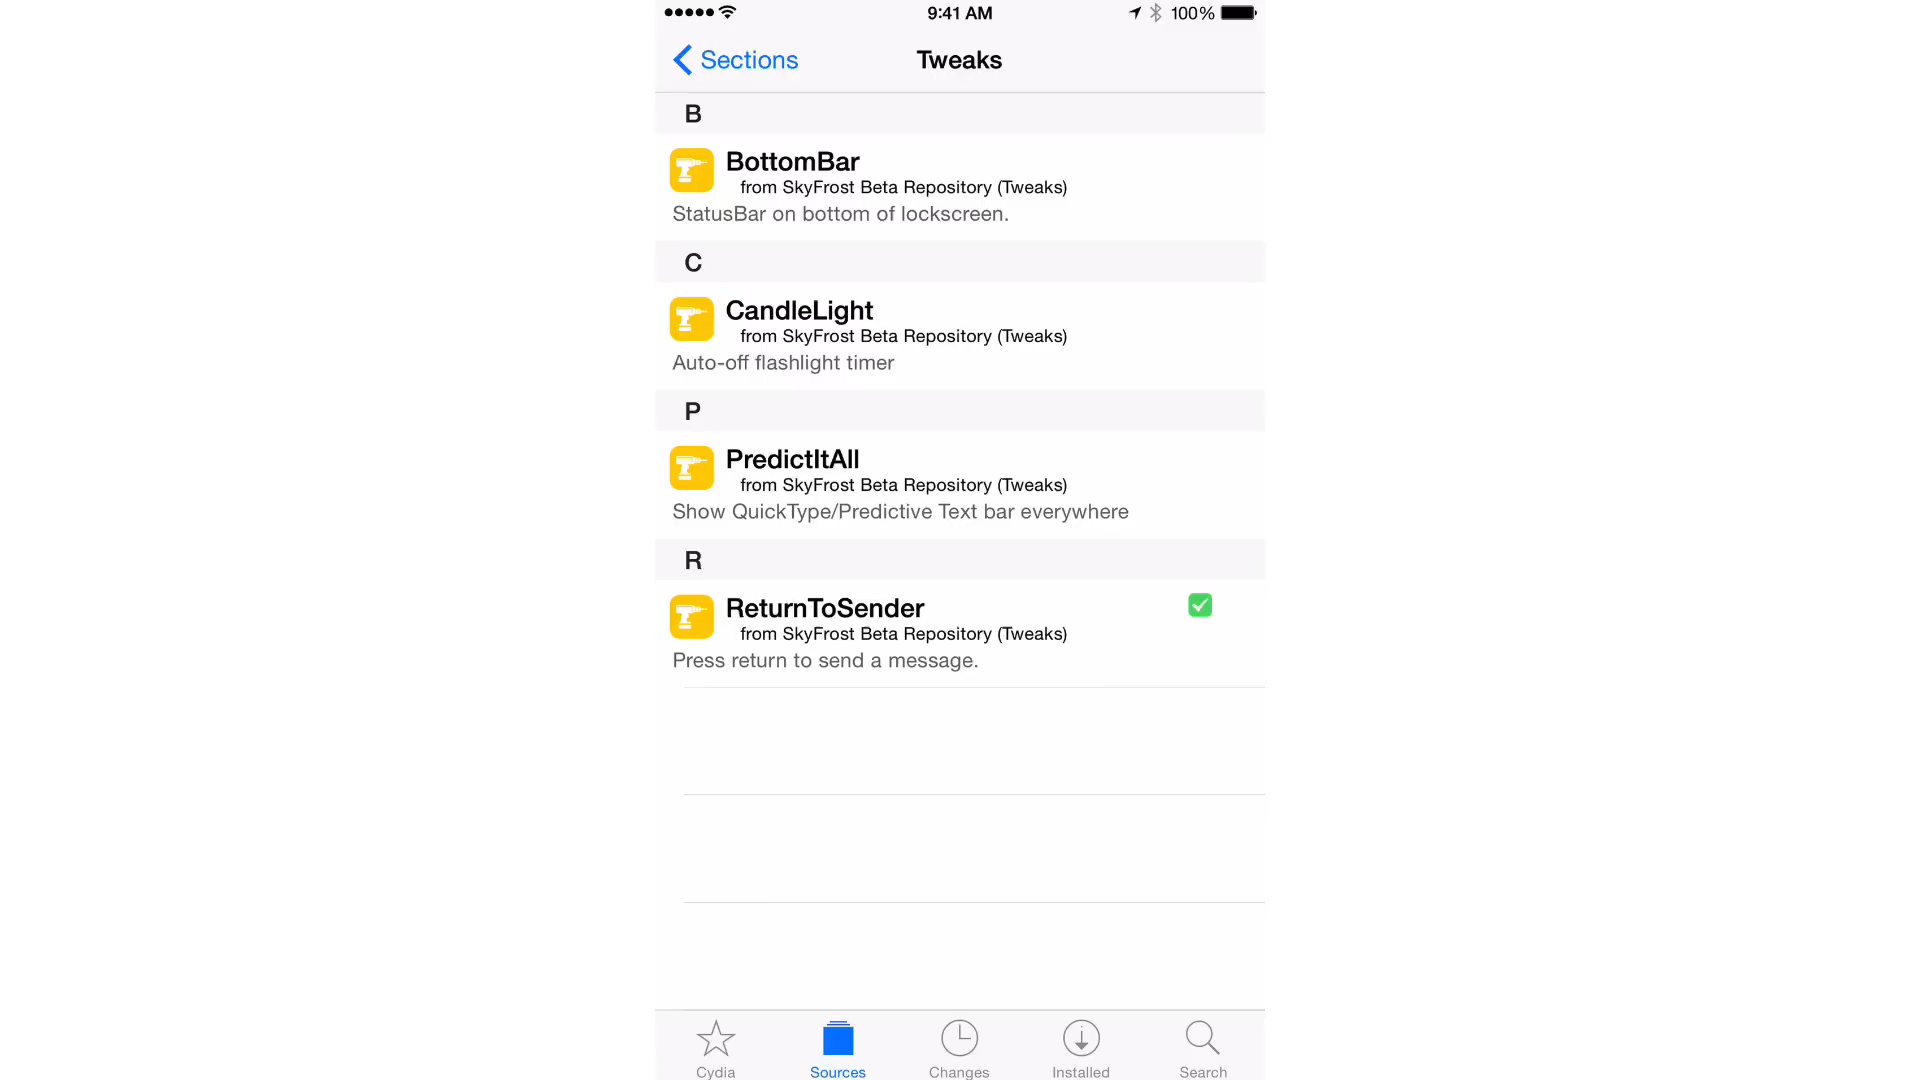 9:41 AM
100%
Sections
Tweaks
B
BottomBar
from SkyFrost Beta Repository (Tweaks)
StatusBar on bottom of lockscreen.
C
CandleLight
from SkyFrost Beta Repository (Tweaks)
Auto-off flashlight timer
P
PredictItAll
from SkyFrost Beta Repository (Tweaks)
Show QuickType/Predictive Text bar everywhere
R
ReturnToSender
from SkyFrost Beta Repository (Tweaks)
Press return to send a message.
Cydia
Sources
Changes
Installed
Search